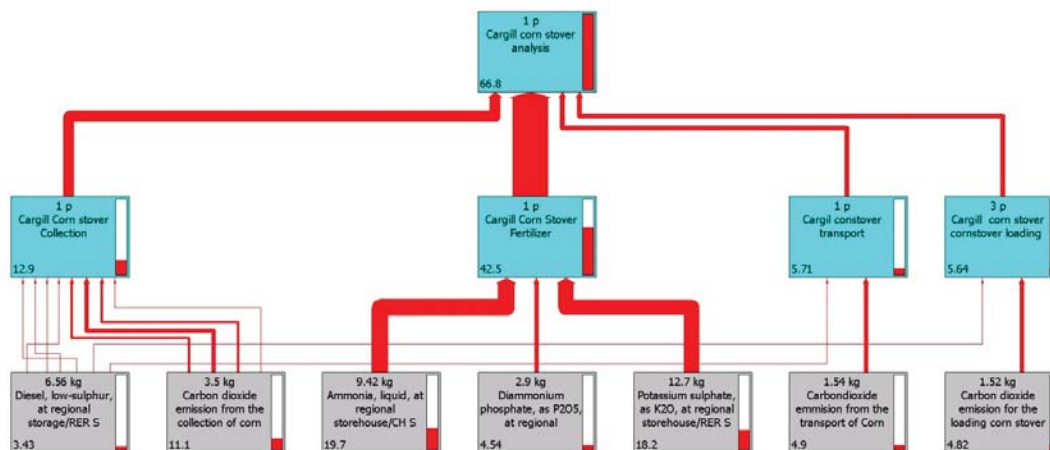 1 p
Cargill corn stover
analysis
66.8
1 p
Cargill Corn stover
Collection
12.9
1 p
Cargill Corn Stover
Fertilizer
42.5
1 p
Cargil constover
transport
5.71
3 p
Cargill corn stover
cornstover loading
5.64
6.56 kg
Diesel, low-sulphur,
at regional
storage/RER S
3.43
3.5 kg
Carbon dioxide
emission from the
collection of corn
11.1
9.42 kg
Ammonia, liquid, at
regional
storehouse/CH S
19.7
2.9 kg
Diammonium
phosphate, as P2O5,
at regional
4.54
12.7 kg
Potassium sulphate,
as K2O, at regional
storehouse/RER S
18.2
1.54 kg
Carbondioxide
emmission from the
transport of Corn
4.9
1.52 kg
Carbon dioxide
emission for the
loading corn stover
4.82